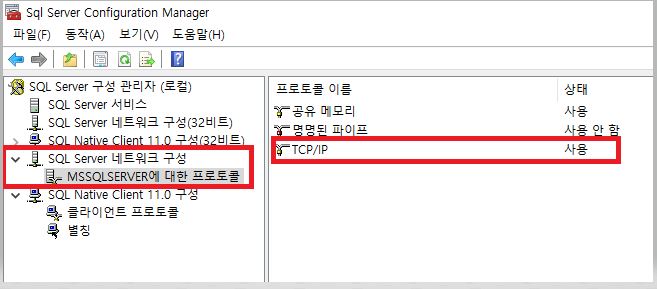 Sql Server Configuration Manager
파일(F) 동작(A) 보기(V) 도움말(H)
SQL Server 구성 관리자 (로컬)
SQL Server 서비스
SQL Server 네트워크 구성(32비트)
SQL Native Client 11.0 구성(32비트)
SQL Server 네트워크 구성
MSSQLSERVER에 대한 프로토콜
SQL Native Client 11.0 구성
클라이언트 프로토콜
별칭
프로토콜 이름 상태
공유 메모리 사용
명명된 파이프 사용 안 함
TCP/IP 사용